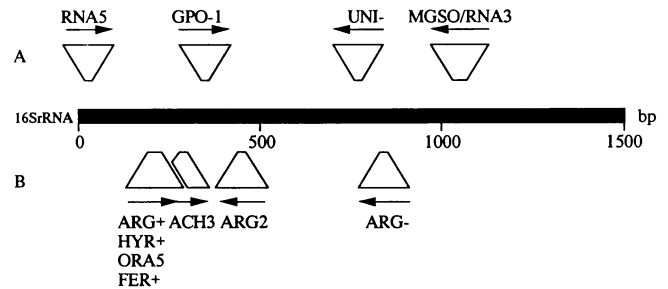 RNA5 GPO-1 UNI- MGSO/RNA3
A
16SrRNA bp
0 500 1000 1500
B
ARG+ ACH3 ARG2 ARG-
HYR+
ORA5
FER+